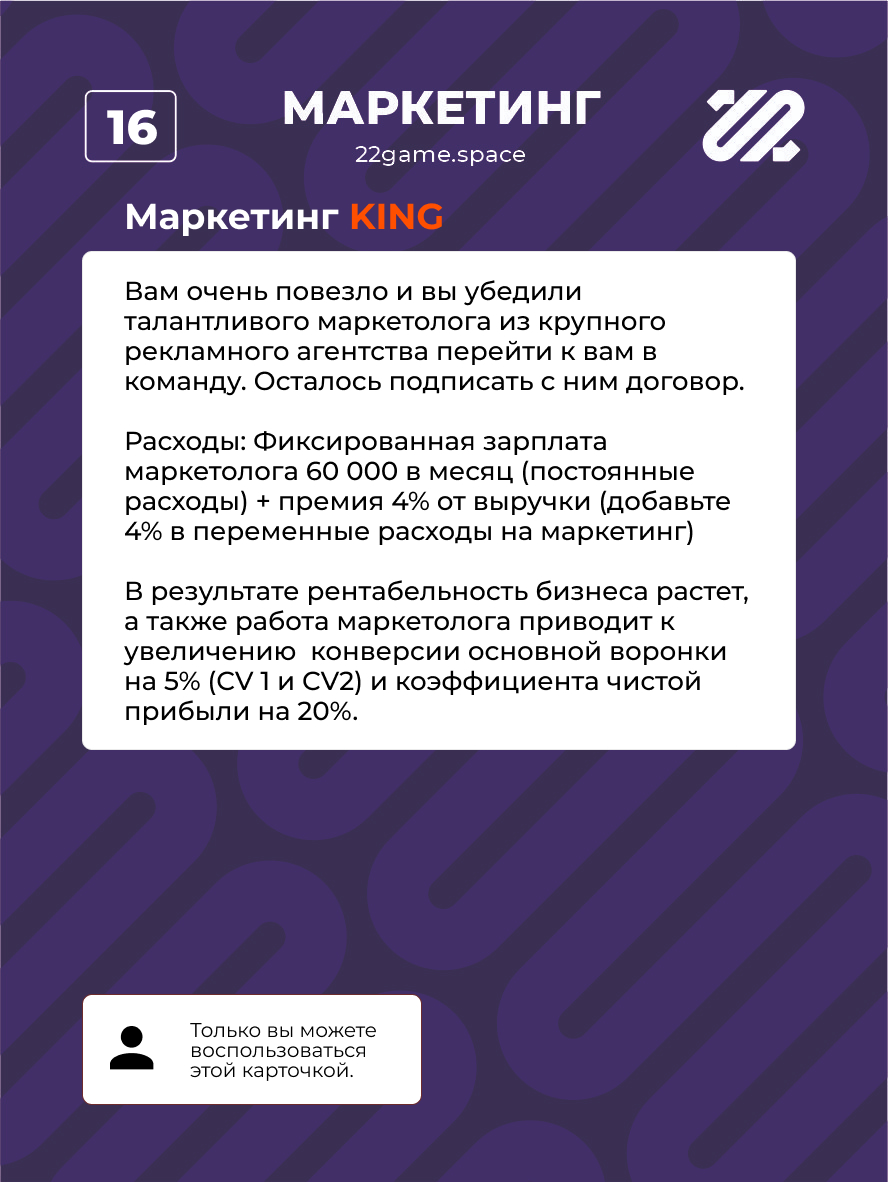 16
МАРКЕТИНГ
22game.space
Маркетинг KING
Вам очень повезло и вы убедили
талантливого маркетолога из крупного
рекламного агентства перейти к вам в
команду. Осталось подписать с ним договор.
Расходы: Фиксированная зарплата
маркетолога 60 000 в месяц (постоянные
расходы) + премия 4% от выручки (добавьте
4% в переменные расходы на маркетинг)
В результате рентабельность бизнеса растет,
а также работа маркетолога приводит к
увеличению  конверсии основной воронки
на 5% (CV 1 и CV2) и коэффициента чистой
прибыли на 20%.
Только вы можете
воспользоваться
этой карточкой.